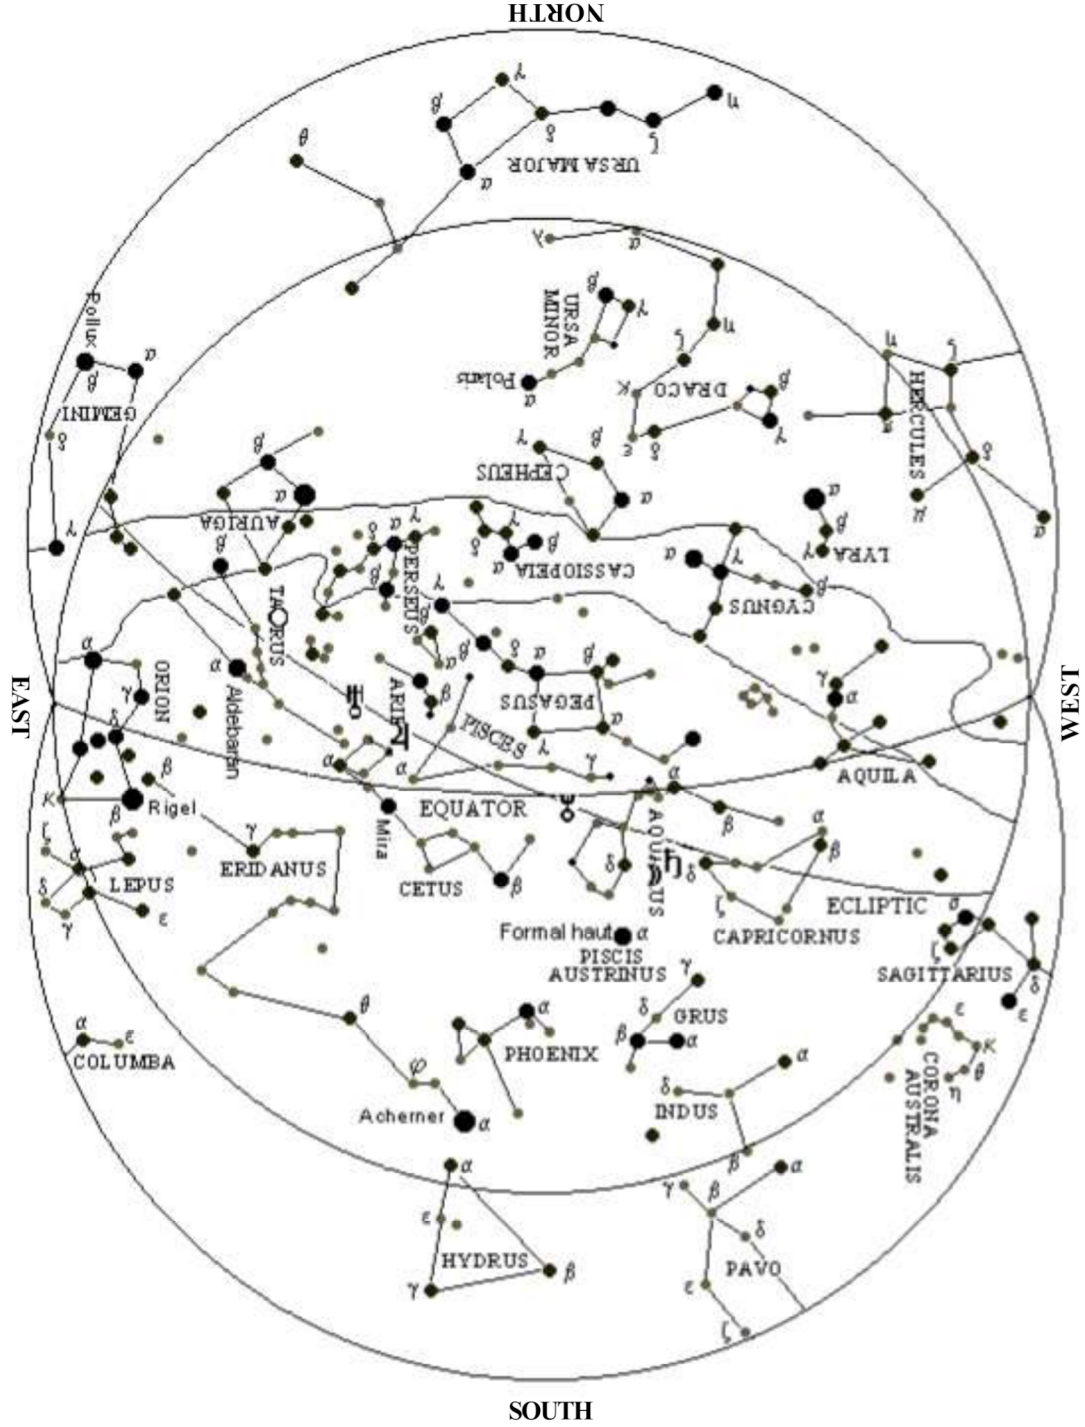 NORTH
γ
β
η
δ
ζ
θ
α
URSA MAJOR
λ
α
Pollux
β
URSA MINOR
γ
η
α
ζ
η
ζ
β
Polaris
α
κ
DRACO
β
HERCULES
GEMINI
δ
ε
δ
γ
α
β
γ
β
CEPHEUS
δ
μ
α
α
α
α
γ
AURIGA
β
δ
α
γ
δ
γ
β
CASSIOPEIA
β
γ
LYRA
PERSEUS
α
γ
β
CYGNUS
β
TAURUS
γ
β
β
δ
β
α
α
α
γ
ORION
α
Aldebaran
ARIES
β
PEGASUS
γ
α
δ
EAST
WEST
α
PISCES
γ
α
γ
AQUILA
κ
β
β
Rigel
EQUATOR
α
β
Mira
AQUARIUS
ζ
α
γ
ERIDANUS
α
β
LEPUS
CETUS
β
δ
δ
δ
γ
ε
ζ
ECLIPTIC
σ
Formal haut
α
CAPRICORNUS
PISCIS
AUSTRINUS
γ
ζ
SAGITTARIUS
δ
ε
θ
α
δ
GRUS
ε
α
ε
β
α
κ
COLUMBA
PHOENIX
α
θ
φ
δ
η
INDUS
CORONA AUSTRALIS
Acherner
α
α
β
α
γ
β
ε
δ
HYDRUS
β
PAVO
γ
ε
ζ
SOUTH